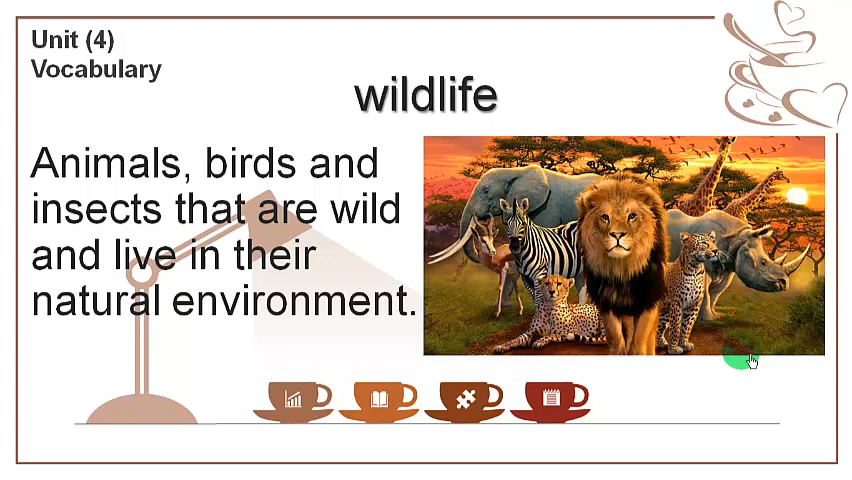 Unit (4)
Vocabulary
wildlife
Animals, birds and
insects that are wild
and live in their
natural environment.